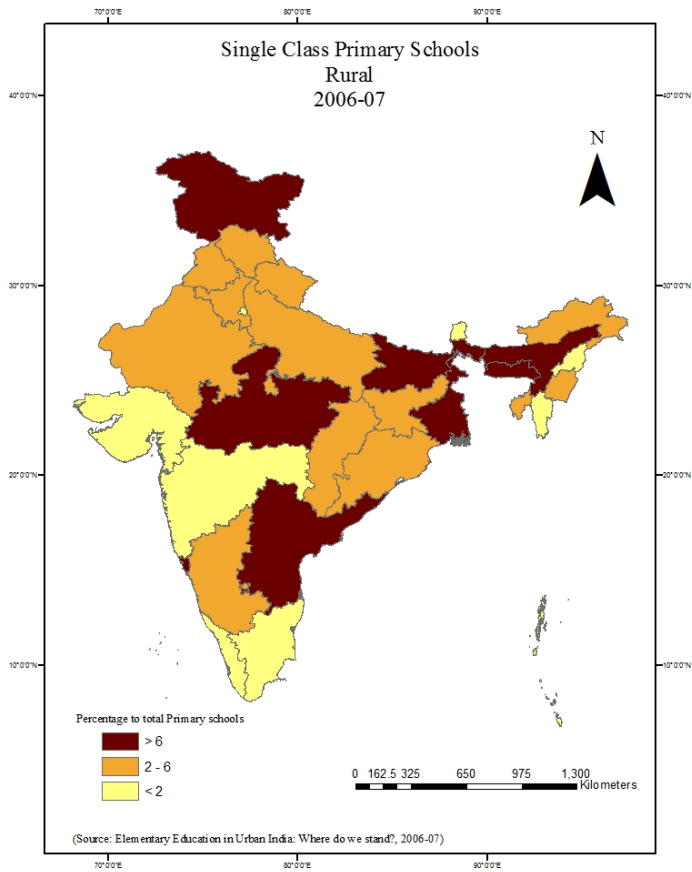 70°0'0"E 80°0'0"E 90°0'0"E
Single Class Primary Schools
Rural
2006-07
40°0'0"N 40°0'0"N
N
30°0'0"N 30°0'0"N
20°0'0"N 20°0'0"N
10°0'0"N 10°0'0"N
Percentage to total Primary schools
> 6
2 - 6
< 2
0 162.5 325 650 975 1,300
Kilometers
(Source: Elementary Education in Urban India: Where do we stand?, 2006-07)
70°0'0"E 80°0'0"E 90°0'0"E